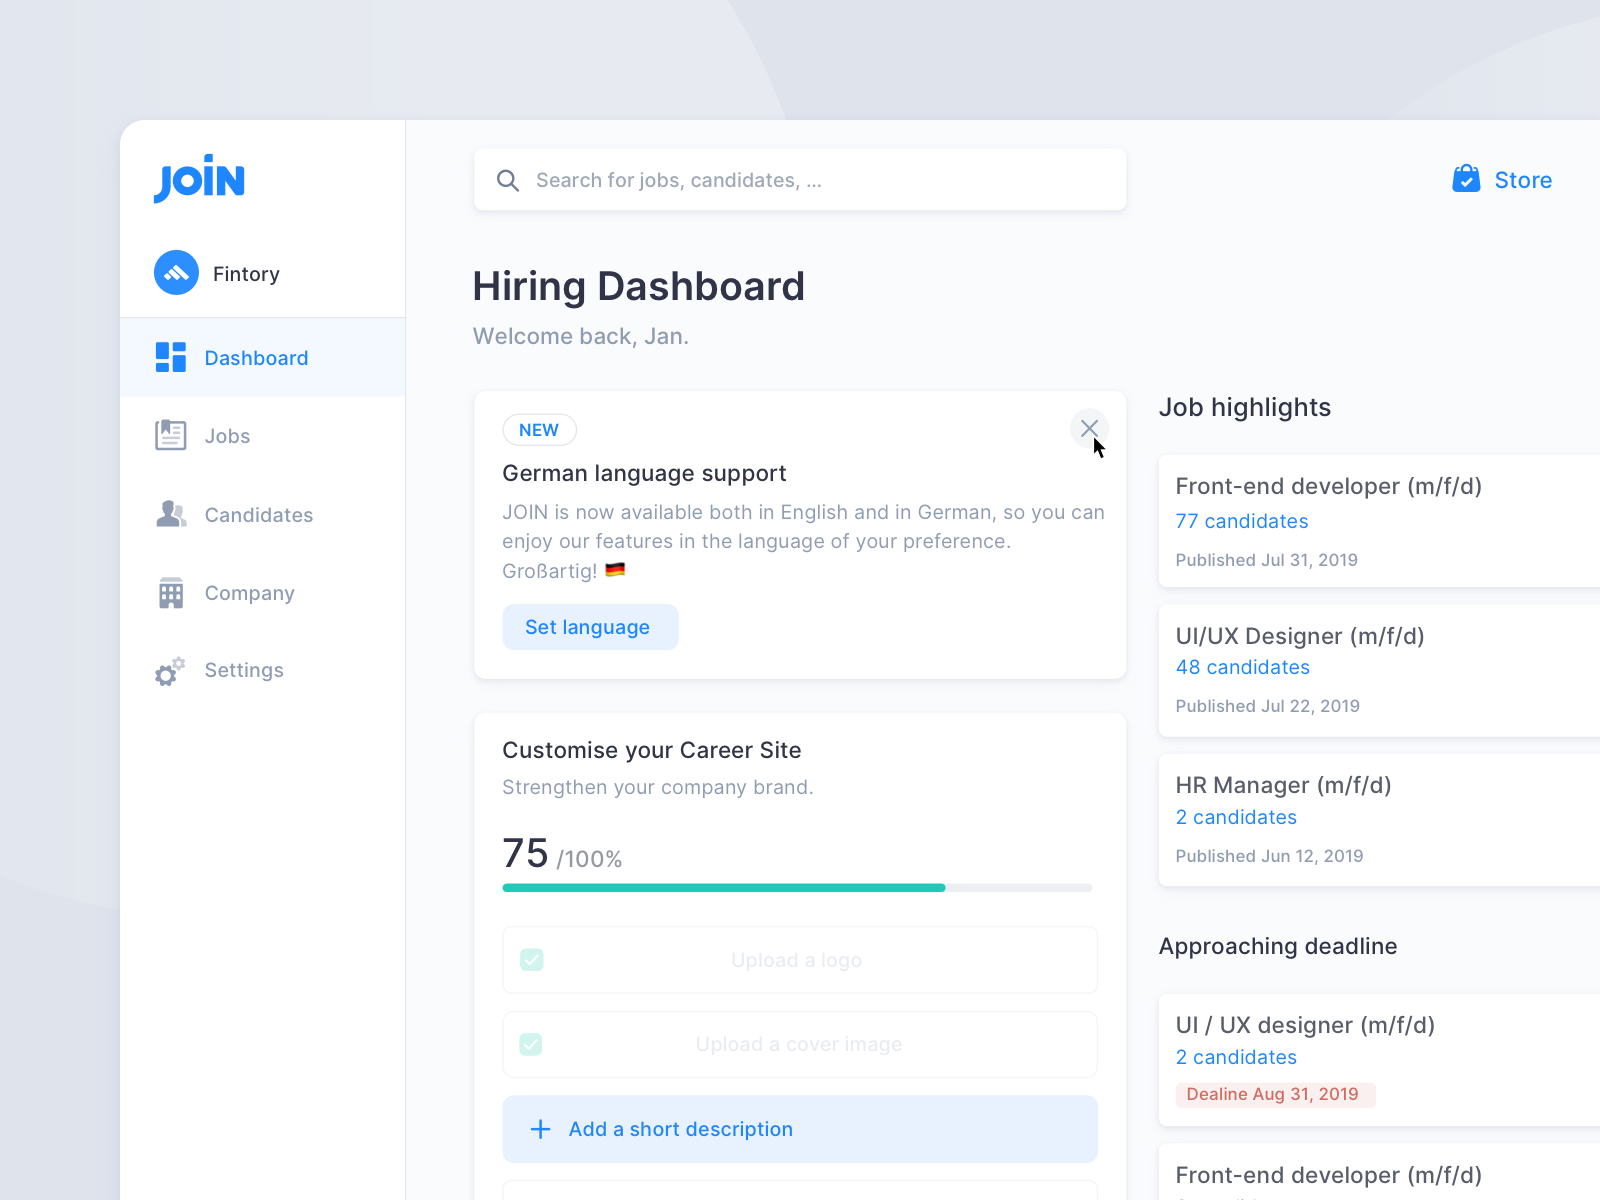 JOIN
Fintory
Dashboard
Jobs
Candidates
Company
Settings
Search for jobs, candidates, ...
Store
Hiring Dashboard
Welcome back, Jan.
NEW
German language support
JOIN is now available both in English and in German, so you can
enjoy our features in the language of your preference.
Großartig! 🇩🇪
Set language
Customise your Career Site
Strengthen your company brand.
75 /100%
Upload a logo
Upload a cover image
+ Add a short description
Job highlights
Front-end developer (m/f/d)
77 candidates
Published Jul 31, 2019
UI/UX Designer (m/f/d)
48 candidates
Published Jul 22, 2019
HR Manager (m/f/d)
2 candidates
Published Jun 12, 2019
Approaching deadline
UI / UX designer (m/f/d)
2 candidates
Dealine Aug 31, 2019
Front-end developer (m/f/d)